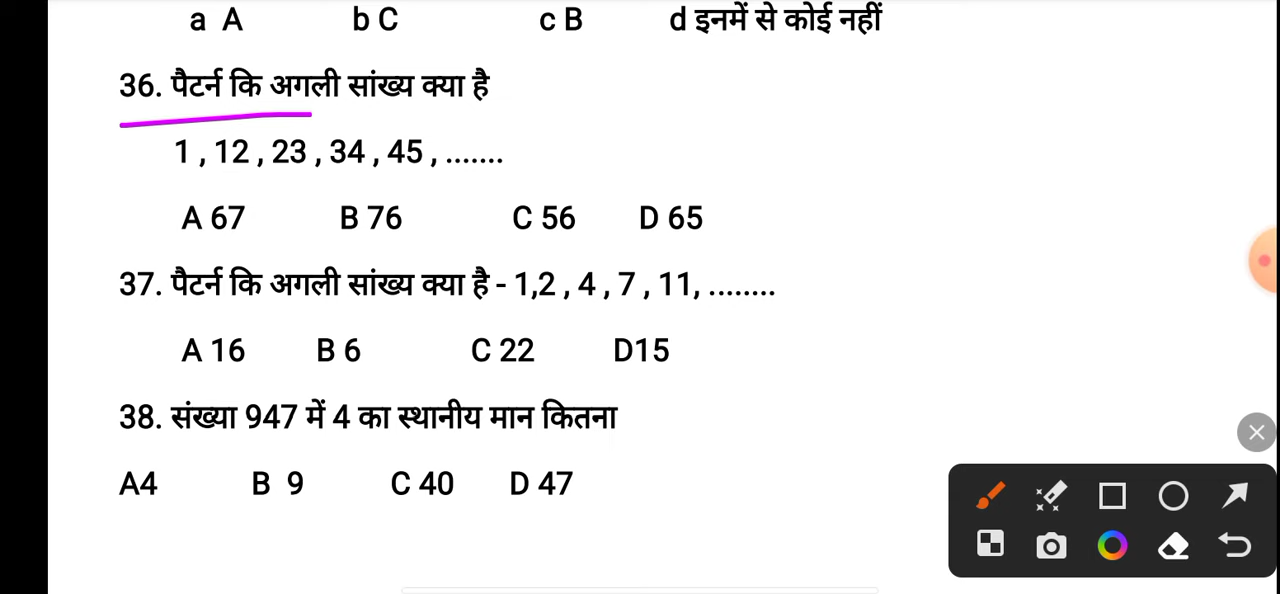 a A b C c B d इनमें से कोई नहीं
36. पैटर्न कि अगली सांख्य क्या है
1 , 12 , 23 , 34 , 45 , .......
A 67 B 76 C 56 D 65
37. पैटर्न कि अगली सांख्य क्या है - 1,2 , 4 , 7 , 11, ........
A 16 B 6 C 22 D15
38. संख्या 947 में 4 का स्थानीय मान कितना
A4 B 9 C 40 D 47